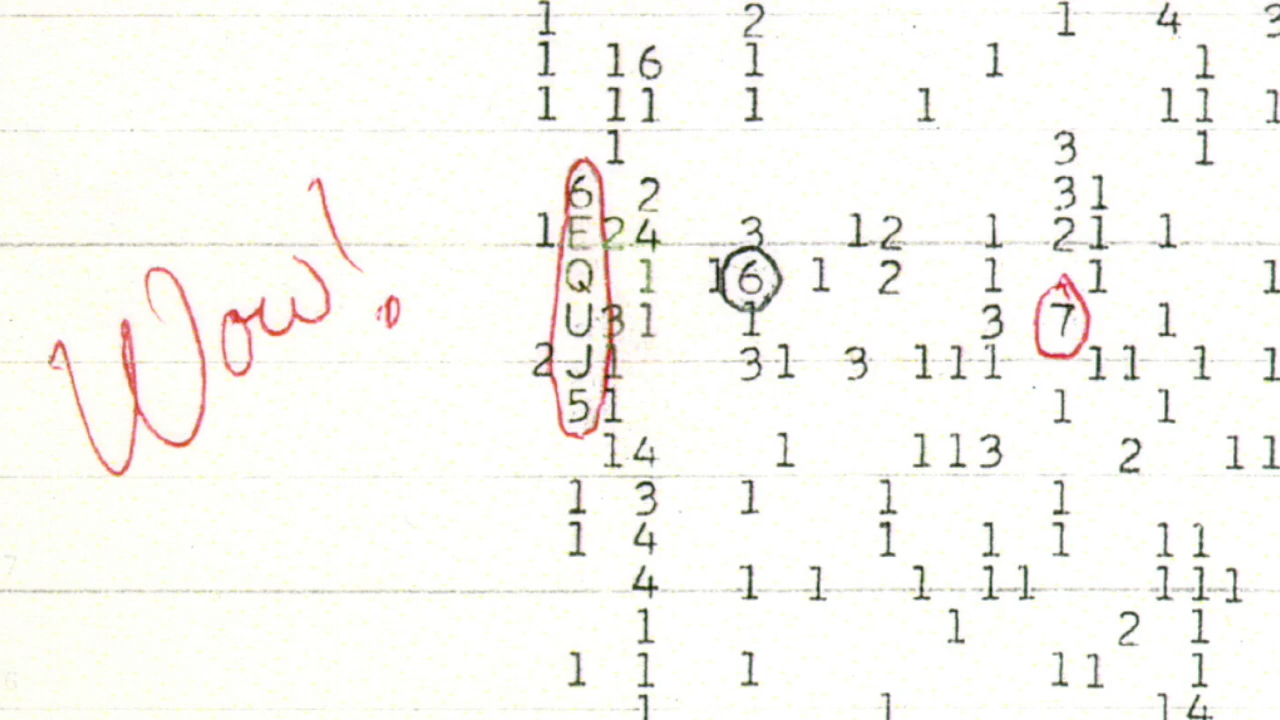 1 2 1 4 3
1 16 1 1 1
1 11 1 1 11 1
1 3 1
6 2 31
1E24 3 12 1 21 1
Q 1 16 1 2 1 1 1
U31 1 3 7 1
2J1 31 3 111 11 1 1
51 1 1
14 1 113 2 11
1 3 1 1 1
1 4 1 1 1 11
4 1 1 1 11 111
1 1 2 1
1 1 1 11 1
1 1 14
Wow!